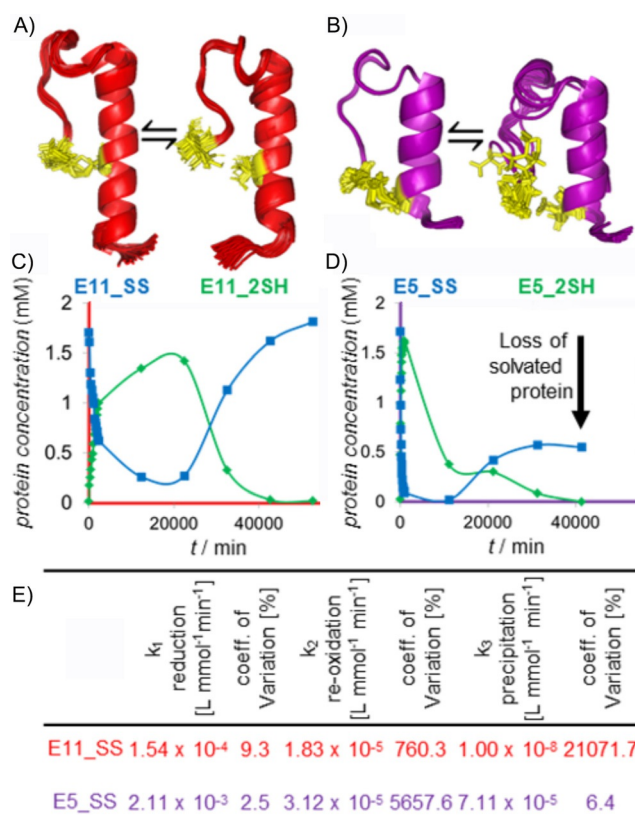 A)
B)
C)
E11_SS E11_2SH
protein concentration (mM)
2
1.5
1
0.5
0
0 20000 40000
t / min
D)
E5_SS E5_2SH
protein concentration (mM)
2
1.5
1
0.5
0
0 20000 40000
t / min
Loss of
solvated
protein
E)
k1
reduction
[L mmol-1min-1]
coeff. of
Variation [%]
k2
re-oxidation
[L mmol-1 min-1]
coeff. of
Variation [%]
k3
precipitation
[L mmol-1 min-1]
coeff. of
Variation [%]
E11_SS 1.54 x 10-4 9.3 1.83 x 10-5 760.3 1.00 x 10-8 21071.7
E5_SS 2.11 x 10-3 2.5 3.12 x 10-5 5657.6 7.11 x 10-5 6.4